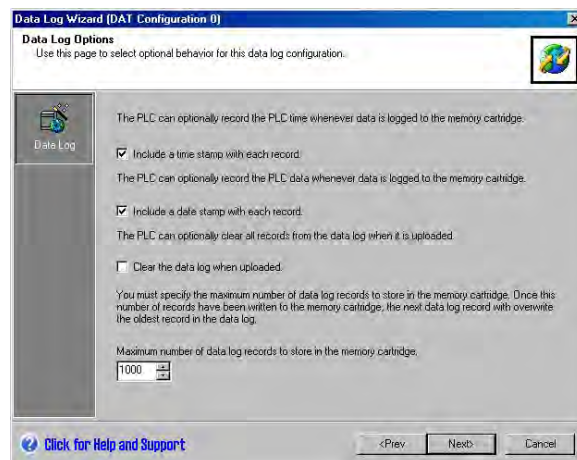 Data Log Wizard (DAT Configuration 0)
Data Log Options
Use this page to select optional behavior for this data log configuration.
Data Log
The PLC can optionally record the PLC time whenever data is logged to the memory cartridge.
Include a time stamp with each record.
The PLC can optionally record the PLC data whenever data is logged to the memory cartridge.
Include a date stamp with each record.
The PLC can optionally clear all records from the data log when it is uploaded.
Clear the data log when uploaded.
You must specify the maximum number of data log records to store in the memory cartridge. Once this
number of records have been written to the memory cartridge, the next data log record with overwrite
the oldest record in the data log.
Maximum number of data log records to store in the memory cartridge.
1000
Click for Help and Support
<Prev
Next>
Cancel